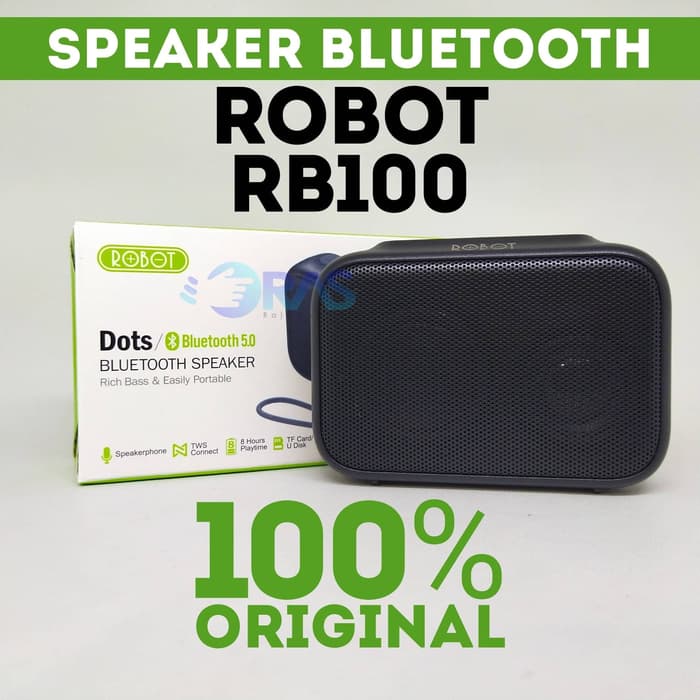 SPEAKER BLUETOOTH
ROBOT
RB100
ROBOT
ROBOT
ORAS
Dots / Bluetooth 5.0
BLUETOOTH SPEAKER
Rich Bass & Easily Portable
Speakerphone
TWS
Connect
8 Hours
Playtime
TF Card/
U Disk
100%
ORIGINAL